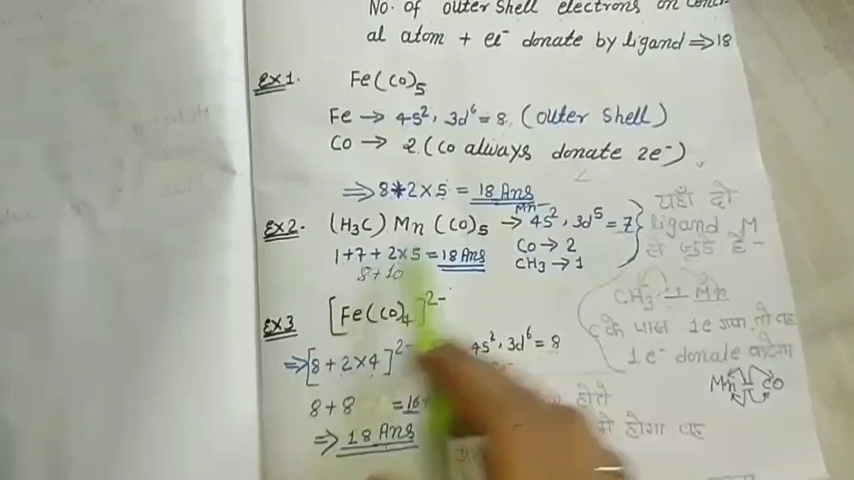 No. of outer shell electrons on
al atom + e⁻ donate by ligand ⇒ 18
Ex1. Fe(Co)₅
Fe → 4s², 3d⁶ = 8. (outer shell)
Co → 2 (Co always donate 2e⁻)
⇒ 8*2×5 = 18 Ans
Ex2. (H₃C) Mn (Co)₅
Mn → 4s², 3d⁵ = 7
1+7+2×5 = 18 Ans
8+10
Co → 2
CH₃ → 1
यहाँ दो
ligand M
से जुड़े हैं-
CH₃ Mn
1e⁻ donate करेगा
Mn Co
Ex3 [Fe(Co)₄]²⁻
4s², 3d⁶ = 8
⇒ [8+2×4]²⁻
8+8 = 16+
⇒ 18 Ans
होते
होगा वह